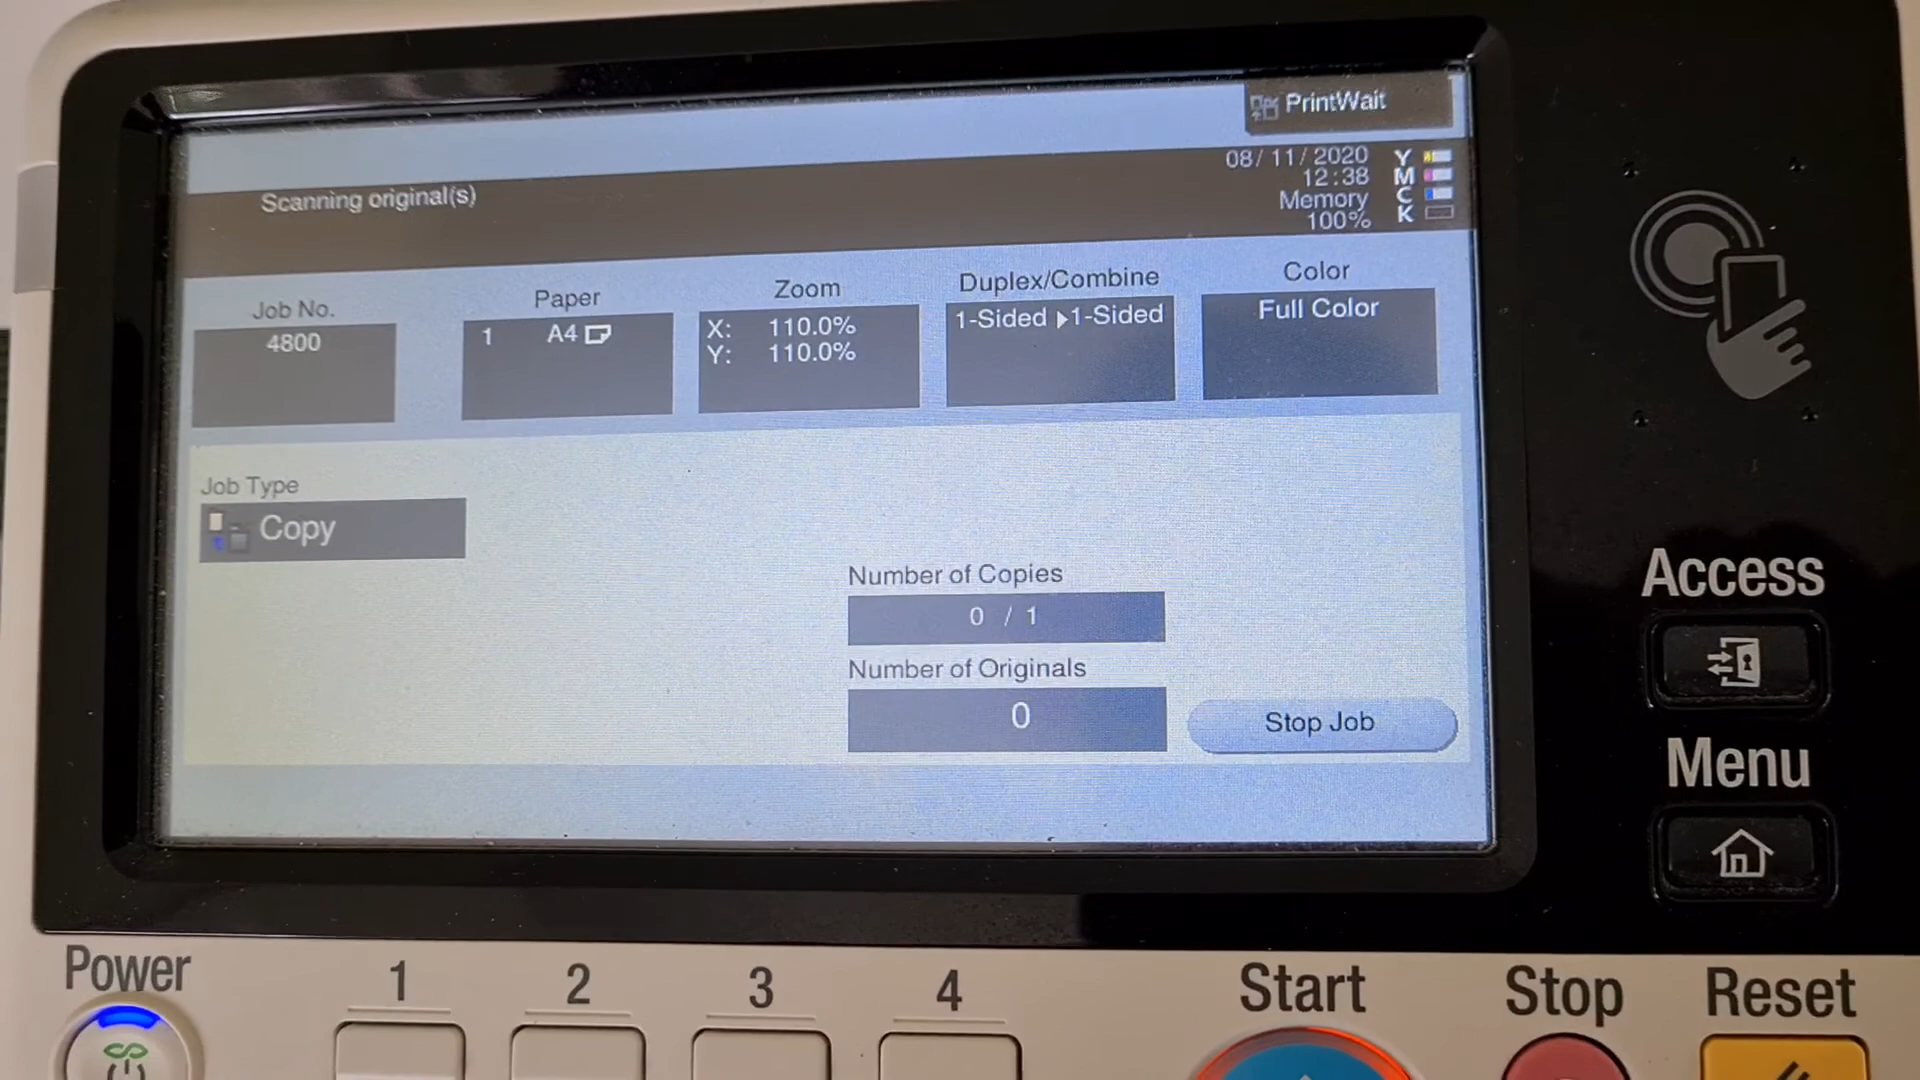 PrintWait
Scanning original(s)
08/11/2020
12:38
Memory
100%
Y
M
C
K
Job No.
4800
Paper
1 A4
Zoom
X: 110.0%
Y: 110.0%
Duplex/Combine
1-Sided ▶1-Sided
Color
Full Color
Job Type
Copy
Number of Copies
0 / 1
Number of Originals
0
Stop Job
Access
Menu
Power
1
2
3
4
Start
Stop
Reset